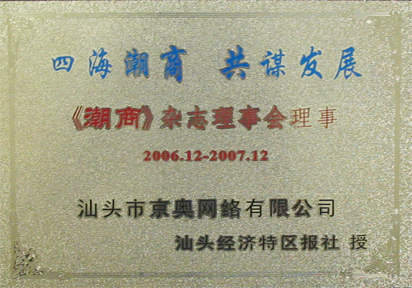 四海潮商 共谋发展
《潮商》杂志理事会理事
2006.12-2007.12
汕头市京奥网络有限公司
汕头经济特区报社 授